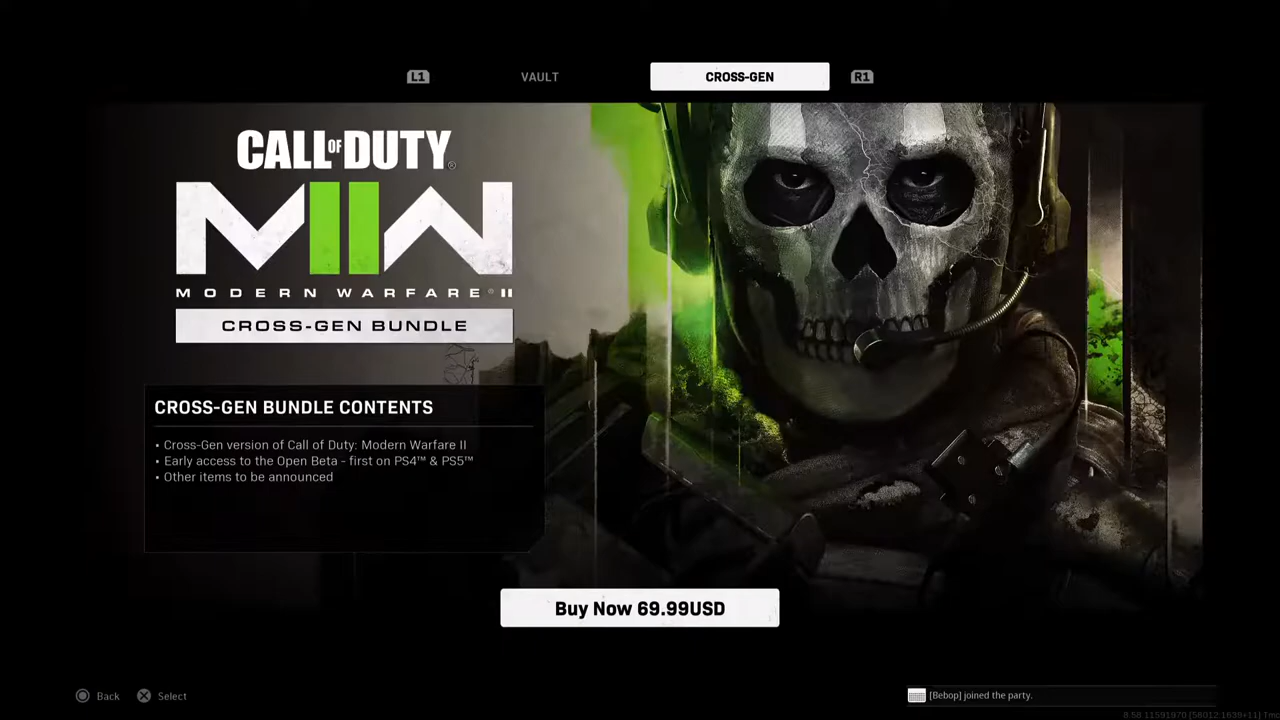 L1 VAULT CROSS-GEN R1
CALL OF DUTY®
MIIW
MODERN WARFARE® II
CROSS-GEN BUNDLE
CROSS-GEN BUNDLE CONTENTS
▪ Cross-Gen version of Call of Duty: Modern Warfare II
▪ Early access to the Open Beta - first on PS4™ & PS5™
▪ Other items to be announced
Buy Now 69.99USD
Back Select
[Bebop] joined the party.